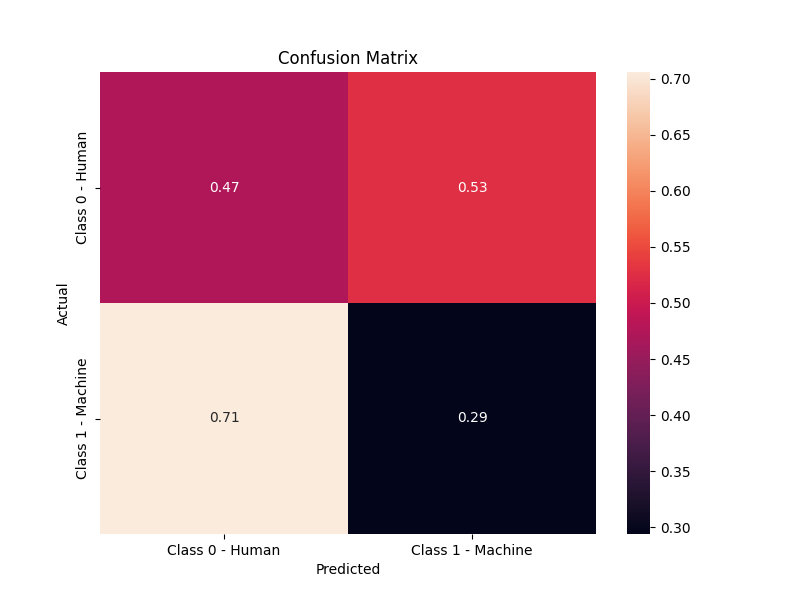 Confusion Matrix
Class 0 - Human
Class 1 - Machine
Actual
0.47
0.53
0.71
0.29
Class 0 - Human
Class 1 - Machine
Predicted
0.70
0.65
0.60
0.55
0.50
0.45
0.40
0.35
0.30